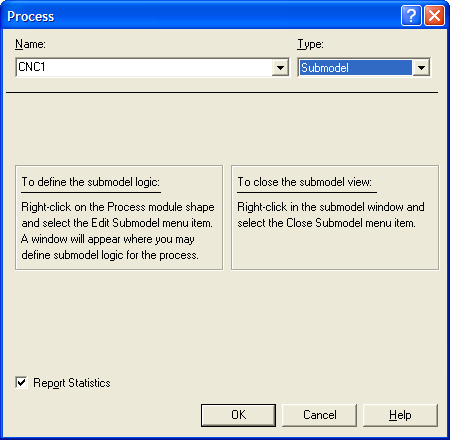 Process
Name:
Type:
CNC1
Submodel
To define the submodel logic:
Right-click on the Process module shape
and select the Edit Submodel menu item.
A window will appear where you may
define submodel logic for the process.
To close the submodel view:
Right-click in the submodel window and
select the Close Submodel menu item.
Report Statistics
OK
Cancel
Help